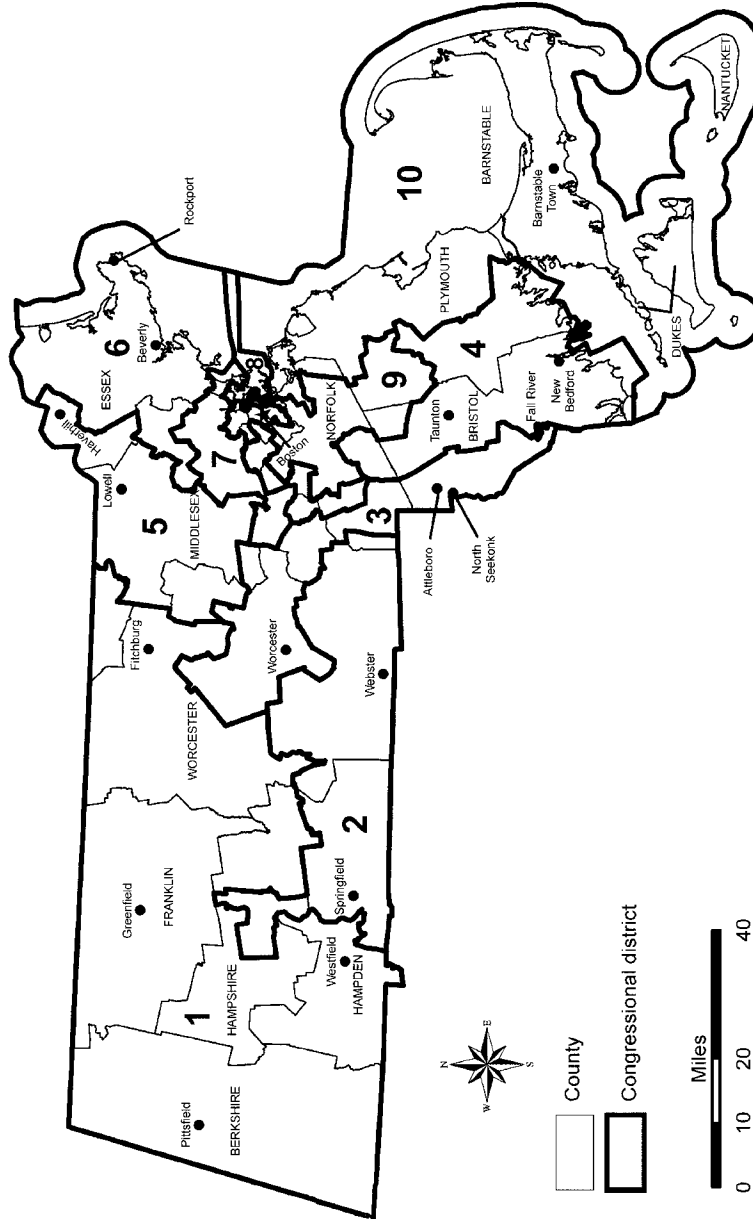 Pittsfield
BERKSHIRE
1
HAMPSHIRE
Greenfield
FRANKLIN
Westfield
HAMPDEN
Springfield
2
WORCESTER
Fitchburg
Worcester
Webster
5
MIDDLESEX
Lowell
Haverhill
ESSEX
6
Beverly
Rockport
7
8
Boston
NORFOLK
3
9
Attleboro
North
Seekonk
Taunton
BRISTOL
4
Fall River
New
Bedford
PLYMOUTH
10
BARNSTABLE
Barnstable
Town
DUKES
NANTUCKET
N
W
E
S
County
Congressional district
Miles
0 10 20 40